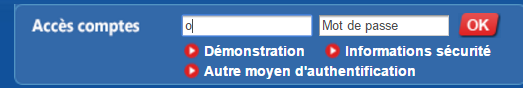 Accès comptes o Mot de passe OK
Démonstration Informations sécurité
Autre moyen d'authentification